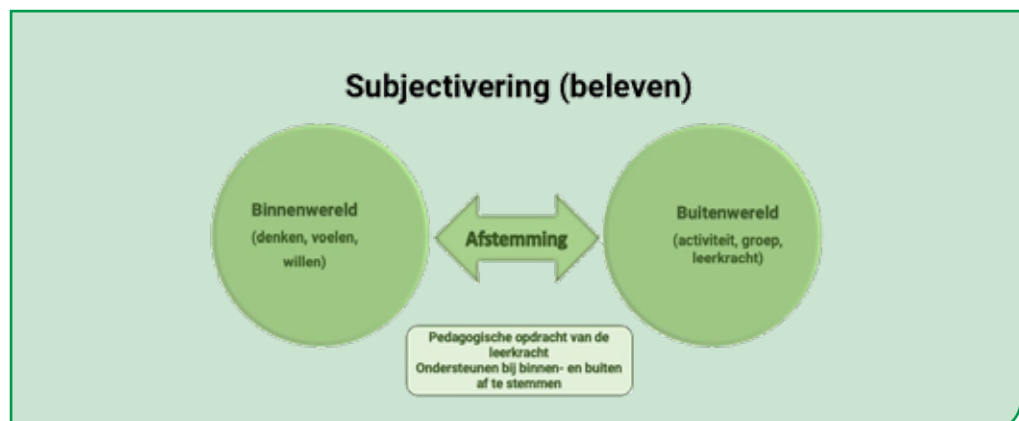 Subjectivering (beleven)
Binnenwereld
(denken, voelen,
willen)
Afstemming
Buitenwereld
(activiteit, groep,
leerkracht)
Pedagogische opdracht van de
leerkracht
Ondersteunen bij binnen- en buiten
af te stemmen